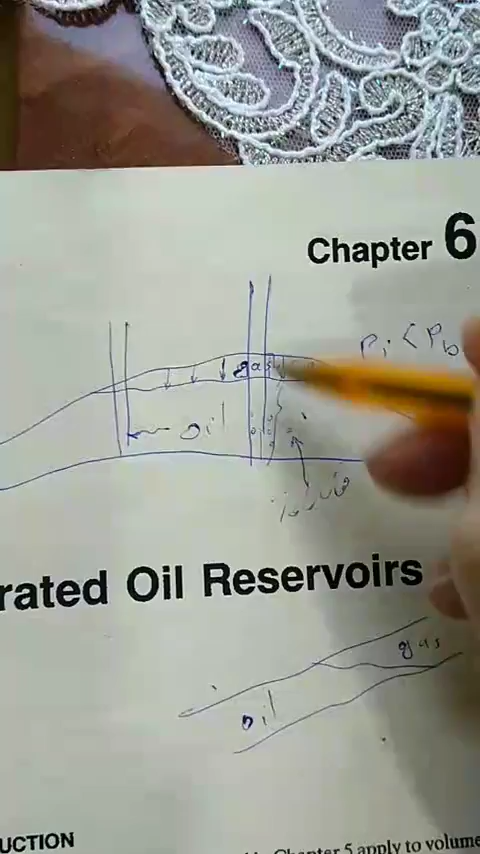 Chapter 6
Pi < Pb
gas
oil
rated Oil Reservoirs
gas
oil
UCTION
Chapter 5 apply to volume